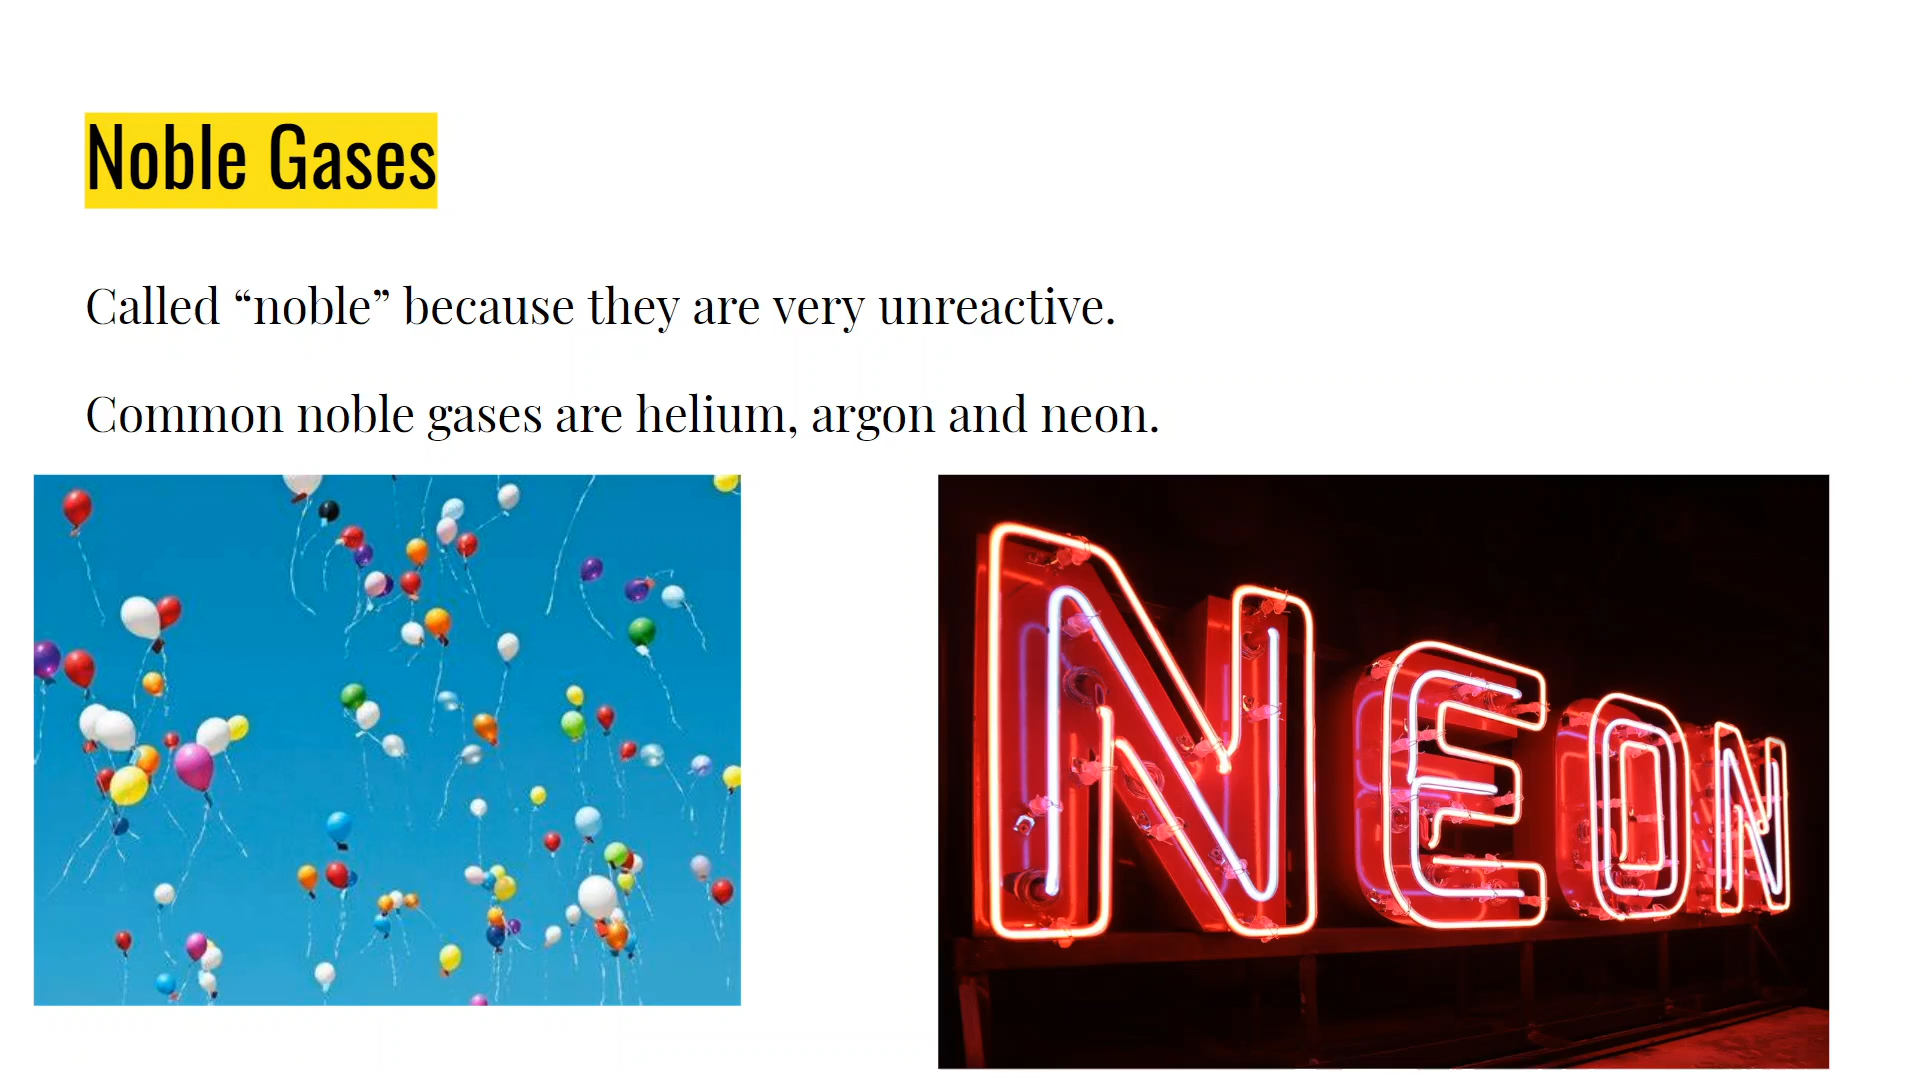 Noble Gases
Called “noble” because they are very unreactive.
Common noble gases are helium, argon and neon.
NEON